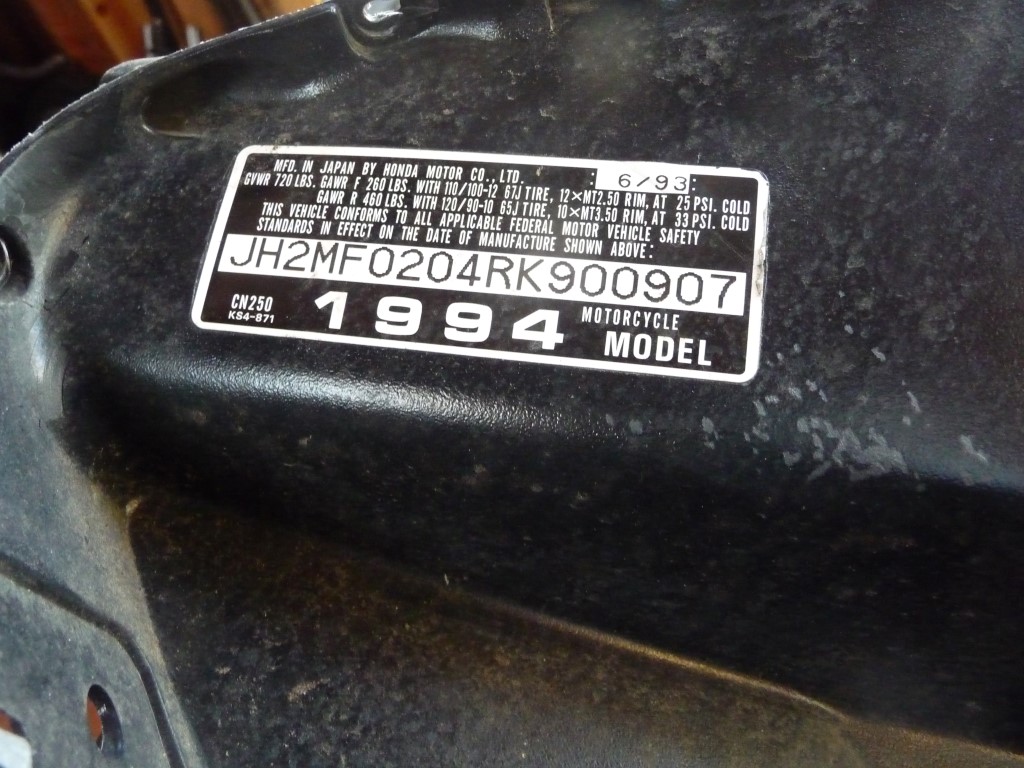 MFD. IN JAPAN BY HONDA MOTOR CO., LTD. : 6/93 :
GVWR 720 LBS. GAWR F 260 LBS. WITH 110/100-12 67J TIRE, 12×MT2.50 RIM, AT 25 PSI. COLD
GAWR R 460 LBS. WITH 120/90-10 65J TIRE, 10×MT3.50 RIM, AT 33 PSI. COLD
THIS VEHICLE CONFORMS TO ALL APPLICABLE FEDERAL MOTOR VEHICLE SAFETY
STANDARDS IN EFFECT ON THE DATE OF MANUFACTURE SHOWN ABOVE:
JH2MF0204RK900907
CN250
KS4-871
1994
MOTORCYCLE
MODEL